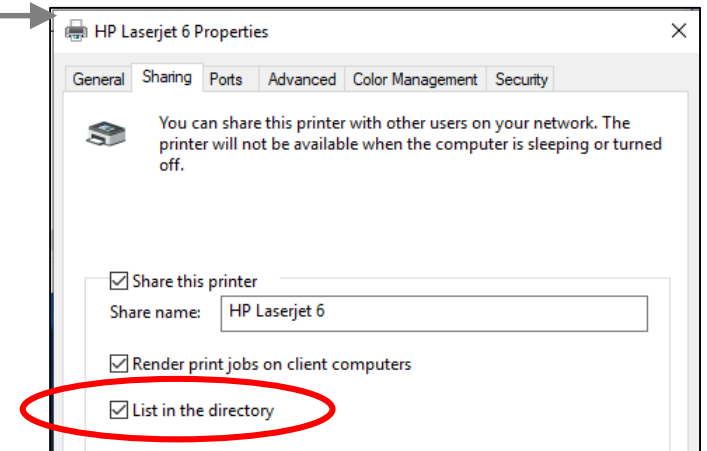 HP Laserjet 6 Properties
General Sharing Ports Advanced Color Management Security
You can share this printer with other users on your network. The
printer will not be available when the computer is sleeping or turned
off.
Share this printer
Share name: HP Laserjet 6
Render print jobs on client computers
List in the directory